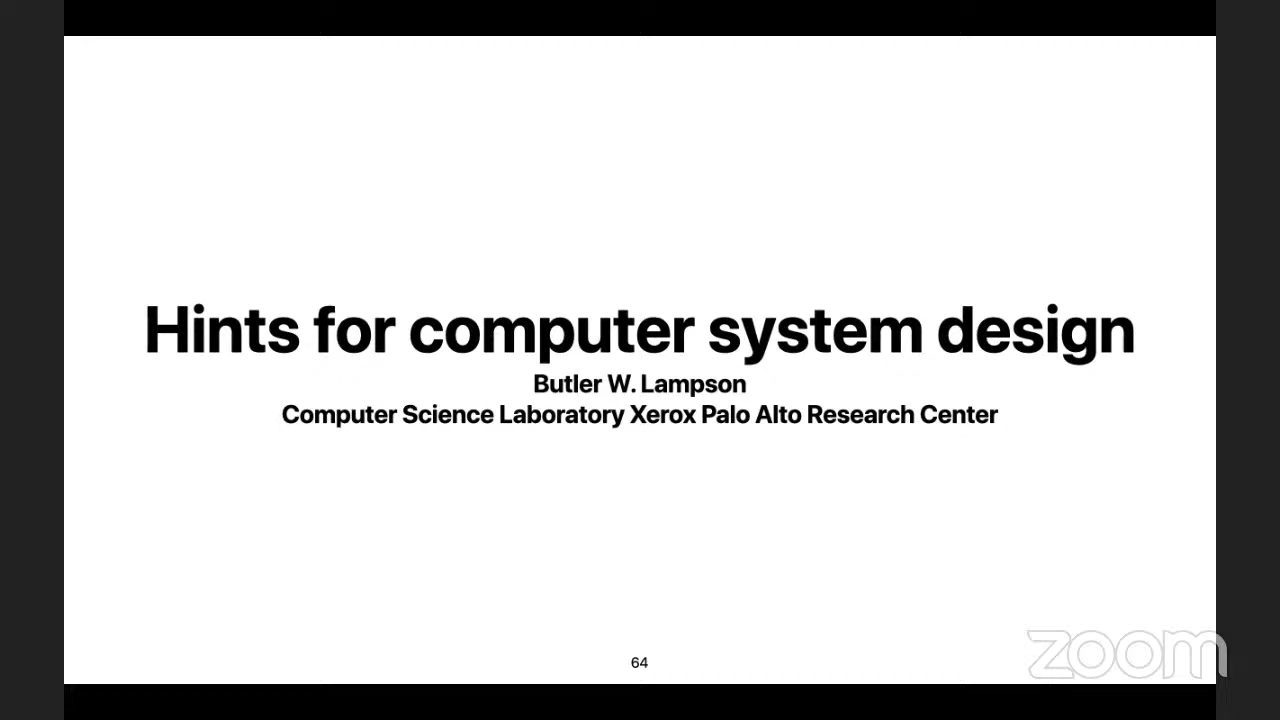 Hints for computer system design
Butler W. Lampson
Computer Science Laboratory Xerox Palo Alto Research Center
64
zoom